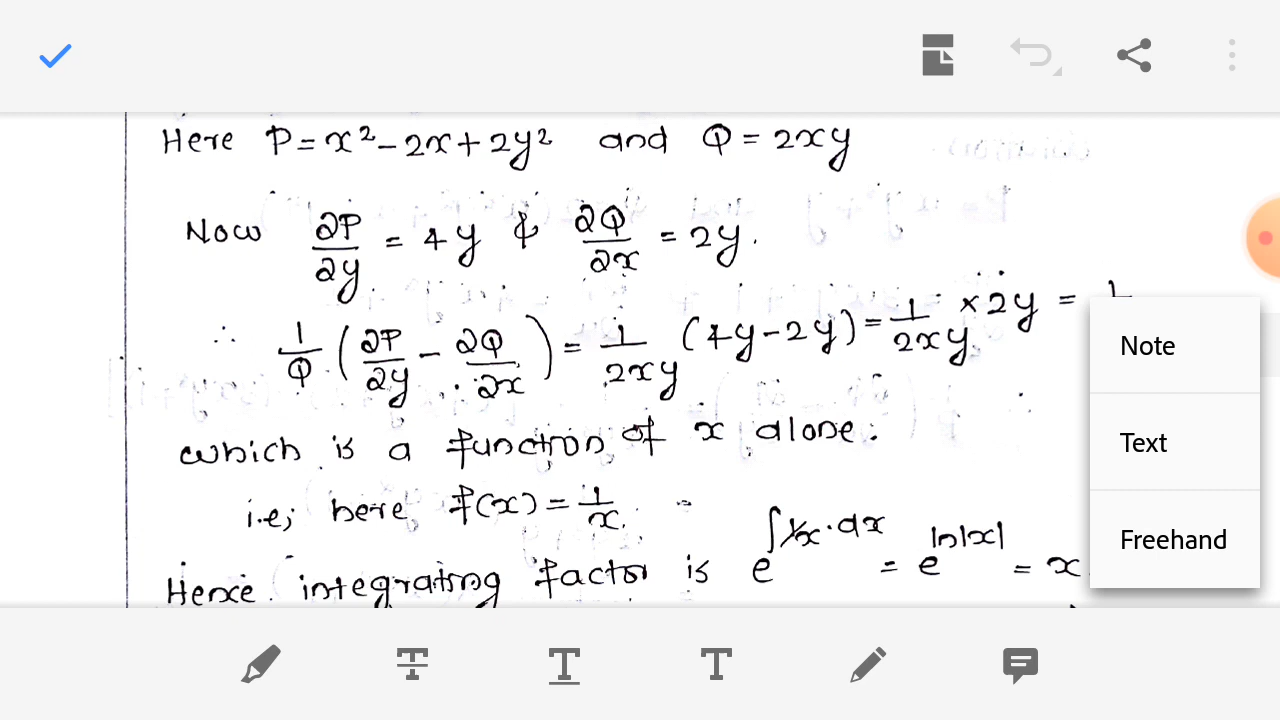 Here P = x² - 2x + 2y² and Q = 2xy
Now ∂P/∂y = 4y & ∂Q/∂x = 2y.
∴ 1/Q (∂P/∂y - ∂Q/∂x) = 1/2xy (4y - 2y) = 1/2xy × 2y =
which is a function of x alone.
i.e; here f(x) = 1/x.
Hence integrating factor is e^∫1/x·dx = e^ln|x| = x
Note
Text
Freehand
T
T
T